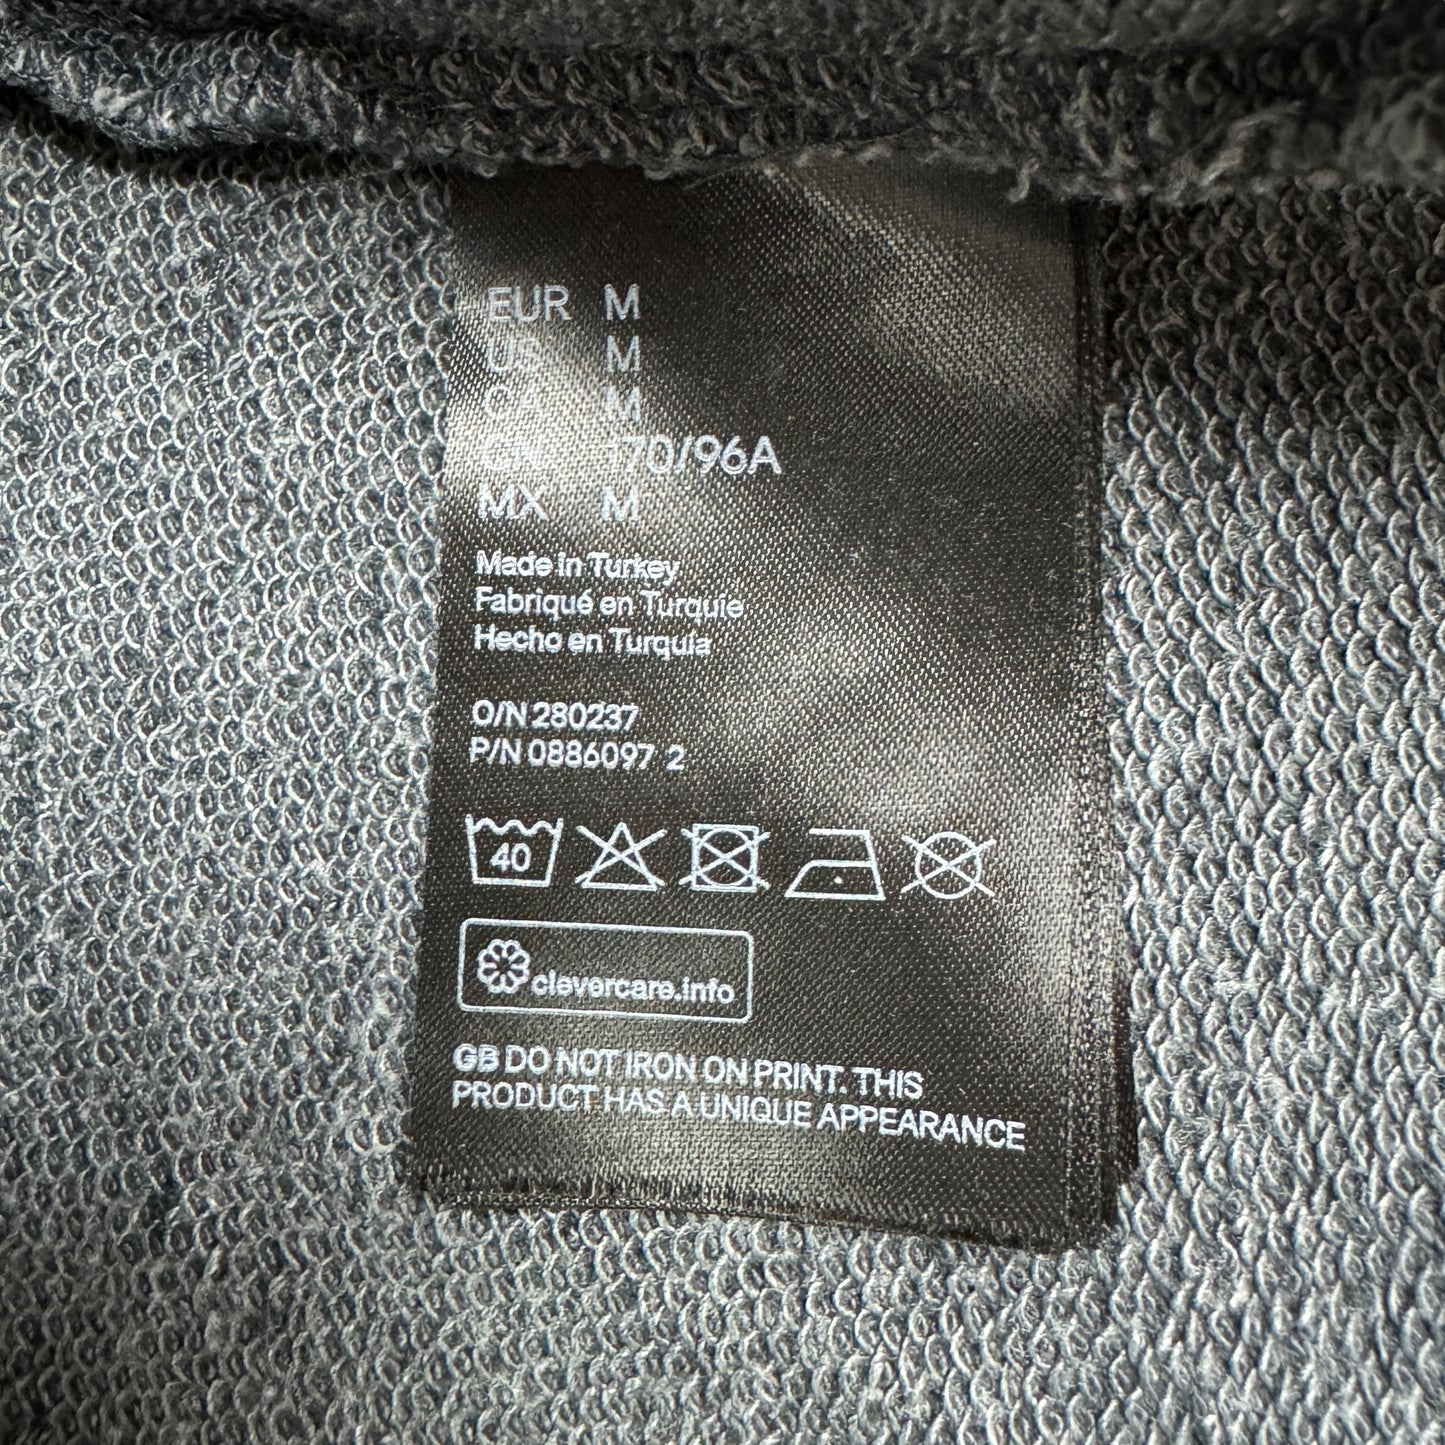 EUR M
US M
CA M
CN 170/96A
MX M
Made in Turkey
Fabriqué en Turquie
Hecho en Turquía
O/N 280237
P/N 0886097 2
40
clevercare.info
GB DO NOT IRON ON PRINT. THIS
PRODUCT HAS A UNIQUE APPEARANCE